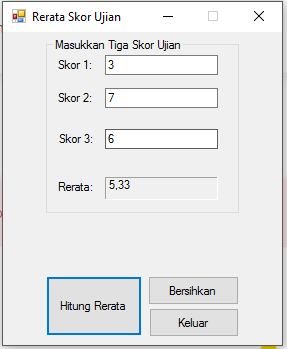 Rerata Skor Ujian
Masukkan Tiga Skor Ujian
Skor 1: 3
Skor 2: 7
Skor 3: 6
Rerata: 5,33
Hitung Rerata
Bersihkan
Keluar